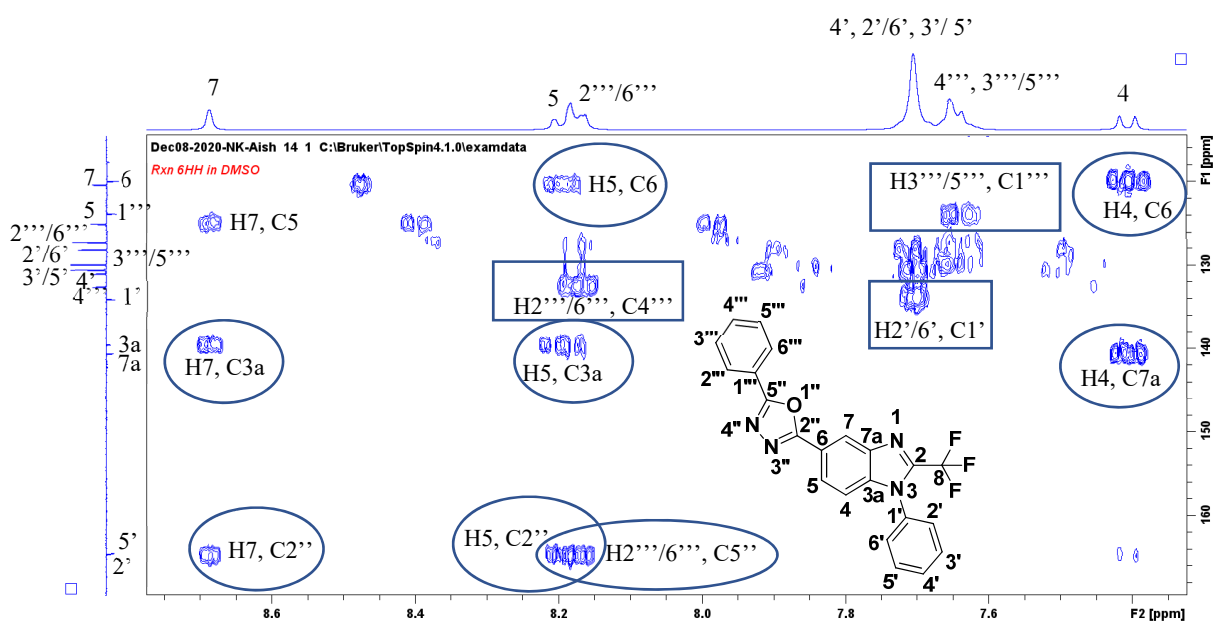 4’, 2’/6’, 3’/ 5’
7
5
2’’’/6’’’
4’’’, 3’’’/5’’’
4
Dec08-2020-NK-Aish 14 1 C:\Bruker\TopSpin4.1.0\examdata
Rxn 6HH in DMSO
F1 [ppm]
7
6
5
1’’’
2’’’/6’’’
2’/6’
3’’’/5’’’
3’/5’
4’
4’’’
1’
3a
7a
5’
2’
H5, C6
H3’’’/5’’’, C1’’’
H7, C5
H4, C6
130
H2’’’/6’’’, C4’’’
H2’/6’, C1’
H7, C3a
H5, C3a
H4, C7a
140
150
160
H7, C2’’
H5, C2’’
H2’’’/6’’’, C5’’
4'''
5'''
3'''
6'''
2'''
1'''
5''
O
1''
4''
N
2''
N
3''
7
1
6
7a
N
2
F
F
8
F
5
3a
N
3
4
1'
2'
6'
3'
5'
4'
8.6
8.4
8.2
8.0
7.8
7.6
F2 [ppm]